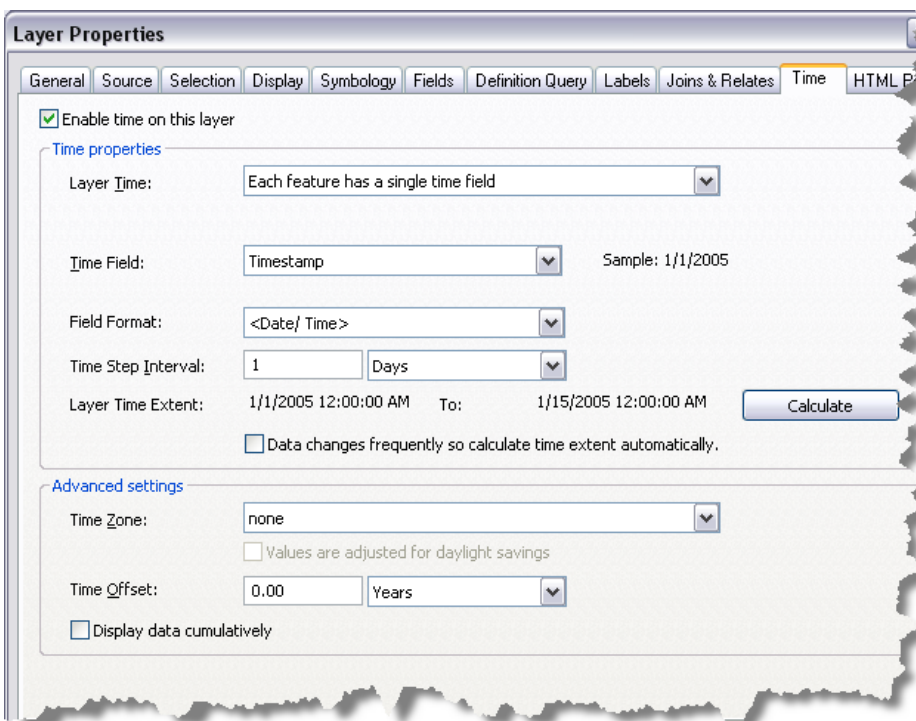 Layer Properties
General Source Selection Display Symbology Fields Definition Query Labels Joins & Relates Time HTML P
Enable time on this layer
Time properties
Layer Time: Each feature has a single time field
Time Field: Timestamp Sample: 1/1/2005
Field Format: <Date/ Time>
Time Step Interval: 1 Days
Layer Time Extent: 1/1/2005 12:00:00 AM To: 1/15/2005 12:00:00 AM Calculate
Data changes frequently so calculate time extent automatically.
Advanced settings
Time Zone: none
Values are adjusted for daylight savings
Time Offset: 0.00 Years
Display data cumulatively